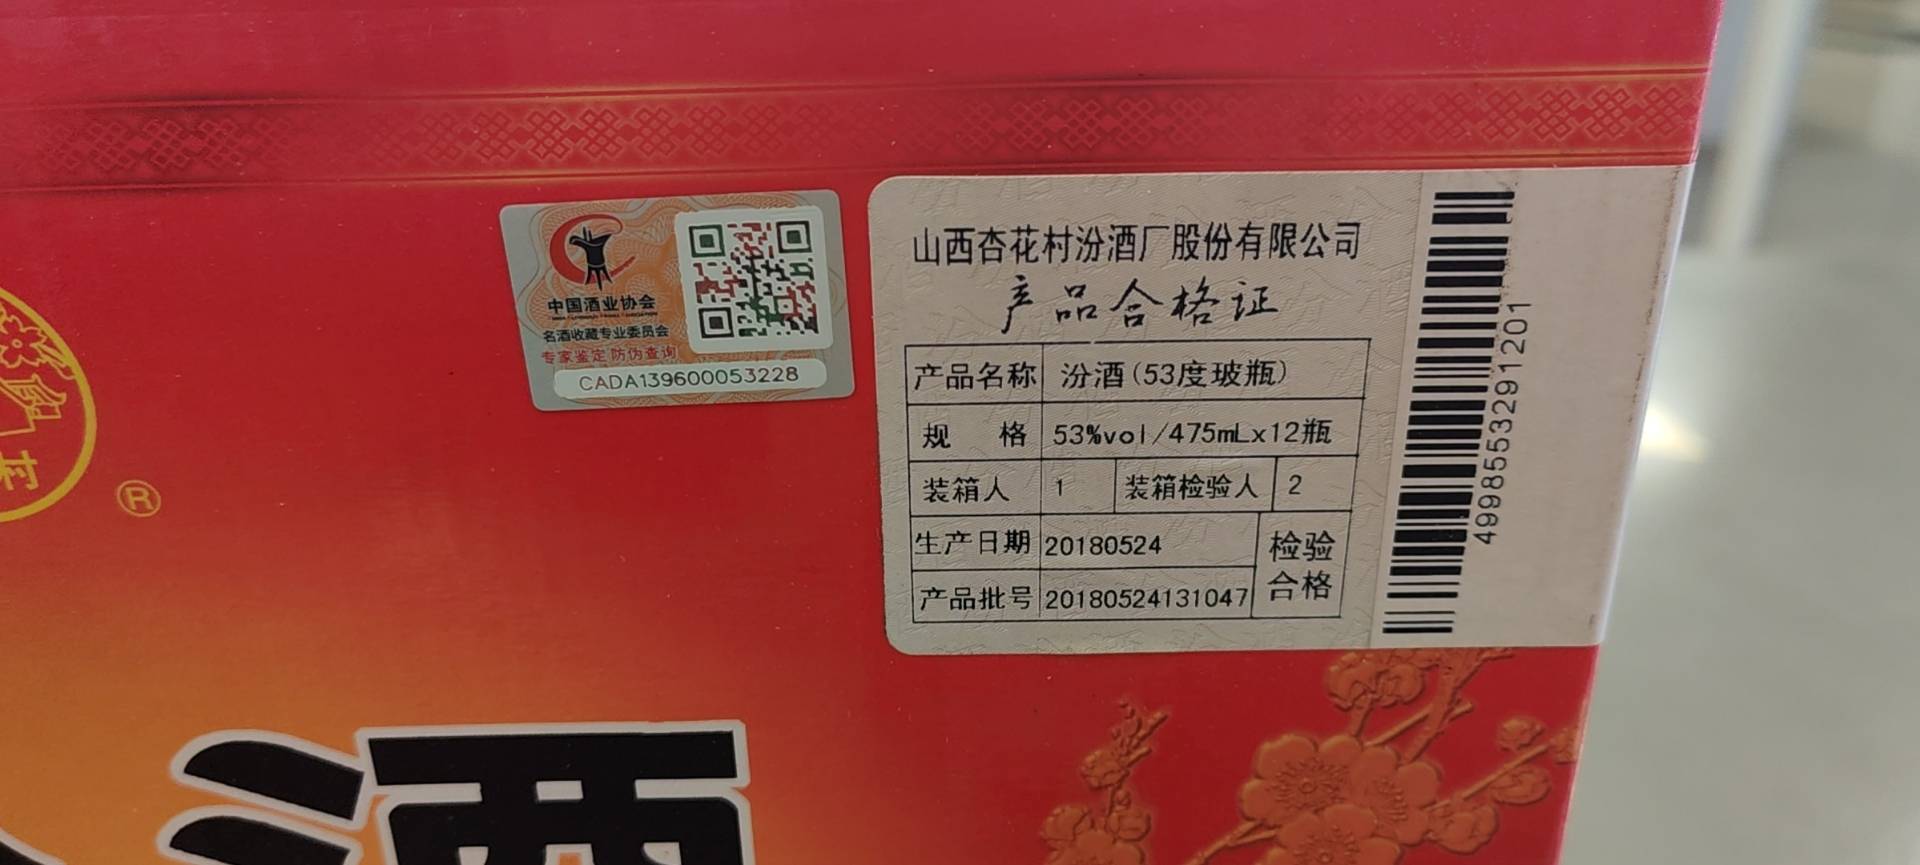 中国酒业协会
名酒收藏专业委员会
专家鉴定 防伪查询
CADA139600053228
山西杏花村汾酒厂股份有限公司
产品合格证
产品名称 汾酒(53度玻瓶)
规 格 53%vol/475mLx12瓶
装箱人 1 装箱检验人 2
生产日期 20180524 检验合格
产品批号 20180524131047
4998553291201
村
®
酒